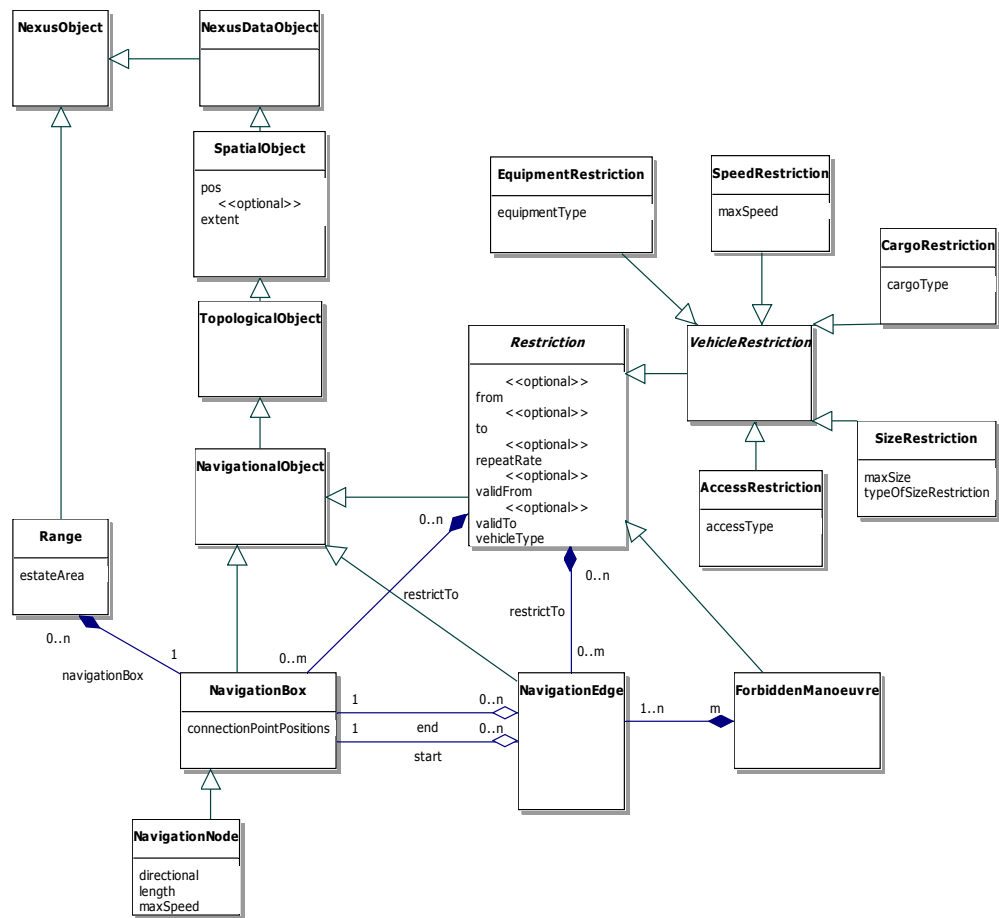 NexusObject
NexusDataObject
SpatialObject
pos
<<optional>>
extent
EquipmentRestriction
equipmentType
SpeedRestriction
maxSpeed
CargoRestriction
cargoType
TopologicalObject
Restriction
<<optional>>
from
<<optional>>
to
<<optional>>
repeatRate
<<optional>>
validFrom
<<optional>>
validTo
vehicleType
VehicleRestriction
SizeRestriction
maxSize
typeOfSizeRestriction
NavigationalObject
AccessRestriction
accessType
Range
estateArea
0..n
0..n
restrictTo
restrictTo
0..n
1
navigationBox
0..m
0..m
NavigationBox
connectionPointPositions
1
0..n
end
1
0..n
start
NavigationEdge
1..n
m
ForbiddenManoeuvre
NavigationNode
directional
length
maxSpeed